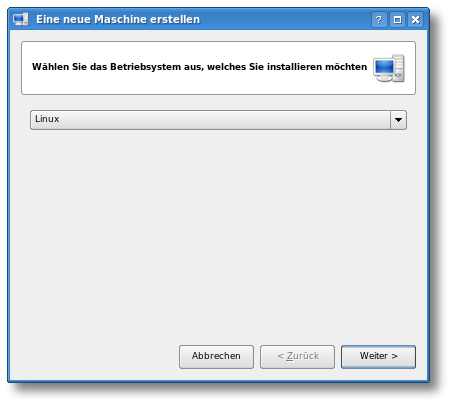 Eine neue Maschine erstellen
Wählen Sie das Betriebsystem aus, welches Sie installieren möchten
Linux
Abbrechen
< Zurück
Weiter >